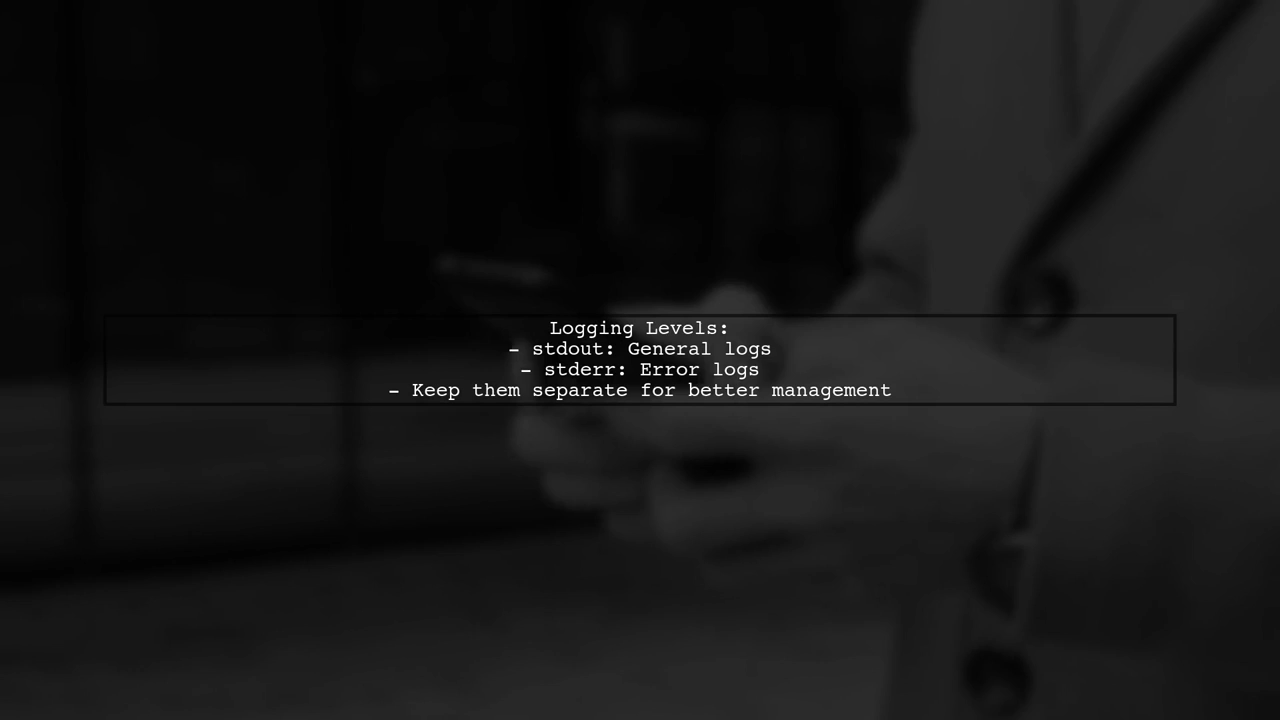 Logging Levels:
- stdout: General logs
- stderr: Error logs
- Keep them separate for better management